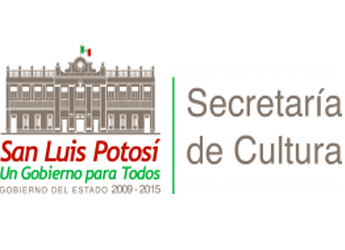 San Luis Potosí
Un Gobierno para Todos
GOBIERNO DEL ESTADO 2009 - 2015
Secretaría
de Cultura